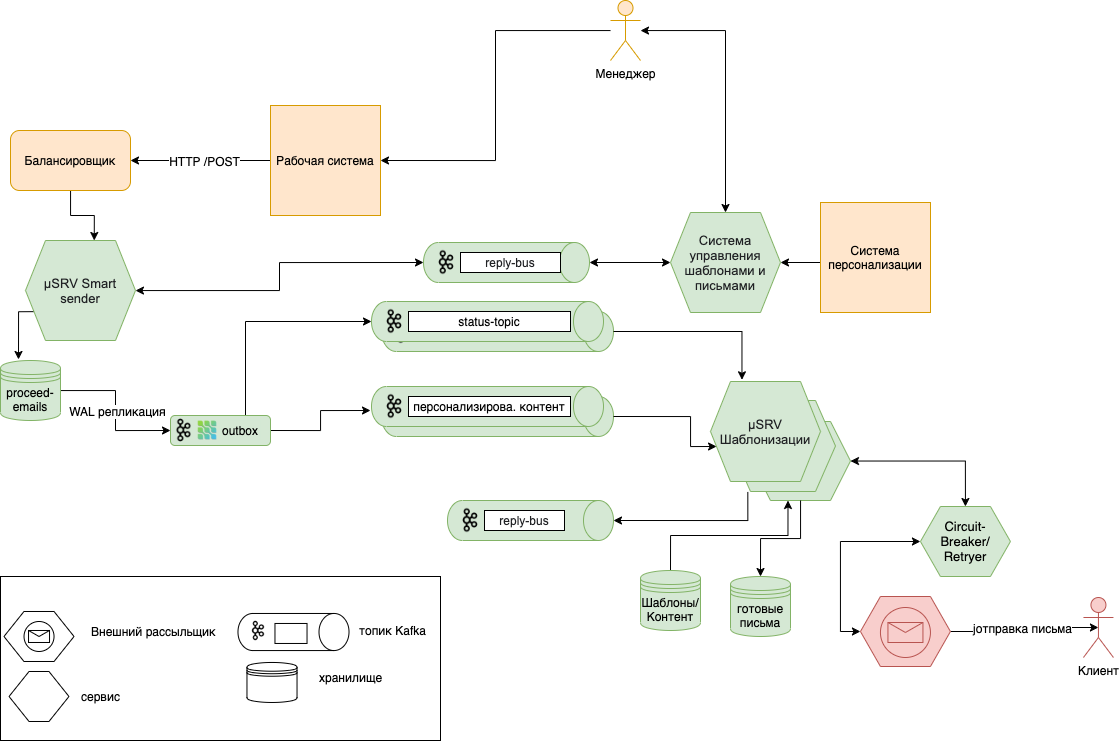 Менеджер
Балансировщик
HTTP /POST
Рабочая система
Система
управления
шаблонами и
письмами
Система
персонализации
reply-bus
μSRV Smart
sender
status-topic
proceed-
emails
WAL репликация
outbox
персонализирова. контент
μSRV
Шаблонизации
reply-bus
Circuit-
Breaker/
Retryer
Шаблоны/
Контент
готовые
письма
јотправка письма
Клиент
Внешний рассыльщик
топик Kafka
сервис
хранилище